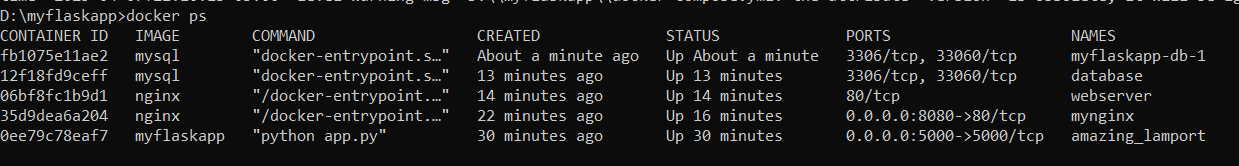 D:\myflaskapp>docker ps
CONTAINER ID   IMAGE        COMMAND                  CREATED              STATUS              PORTS                    NAMES
fb1075e11ae2   mysql        "docker-entrypoint.s…"   About a minute ago   Up About a minute   3306/tcp, 33060/tcp      myflaskapp-db-1
12f18fd9ceff   mysql        "docker-entrypoint.s…"   13 minutes ago       Up 13 minutes       3306/tcp, 33060/tcp      database
06bf8fc1b9d1   nginx        "/docker-entrypoint.…"   14 minutes ago       Up 14 minutes       80/tcp                   webserver
35d9dea6a204   nginx        "/docker-entrypoint.…"   22 minutes ago       Up 16 minutes       0.0.0.0:8080->80/tcp     mynginx
0ee79c78eaf7   myflaskapp   "python app.py"          30 minutes ago       Up 30 minutes       0.0.0.0:5000->5000/tcp   amazing_lamport